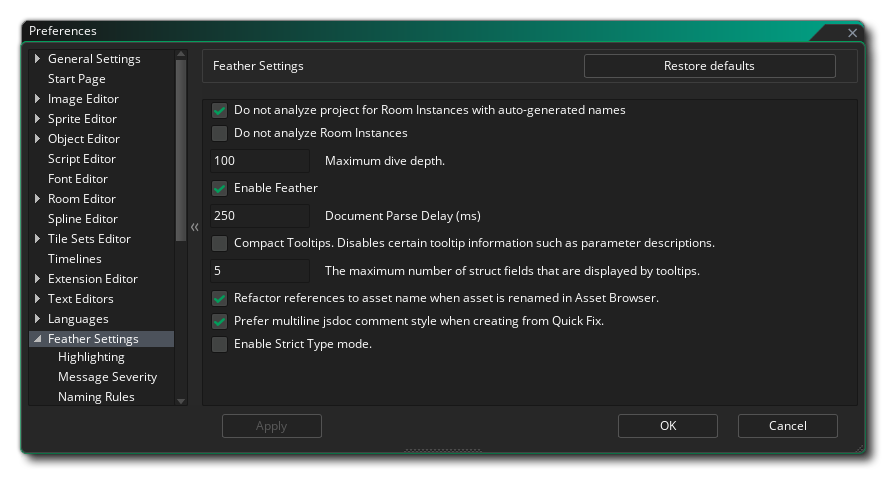 Preferences
General Settings
Start Page
Image Editor
Sprite Editor
Object Editor
Script Editor
Font Editor
Room Editor
Spline Editor
Tile Sets Editor
Timelines
Extension Editor
Text Editors
Languages
Feather Settings
Highlighting
Message Severity
Naming Rules
Feather Settings
Restore defaults
Do not analyze project for Room Instances with auto-generated names
Do not analyze Room Instances
100 Maximum dive depth.
Enable Feather
250 Document Parse Delay (ms)
Compact Tooltips. Disables certain tooltip information such as parameter descriptions.
5 The maximum number of struct fields that are displayed by tooltips.
Refactor references to asset name when asset is renamed in Asset Browser.
Prefer multiline jsdoc comment style when creating from Quick Fix.
Enable Strict Type mode.
Apply
OK
Cancel